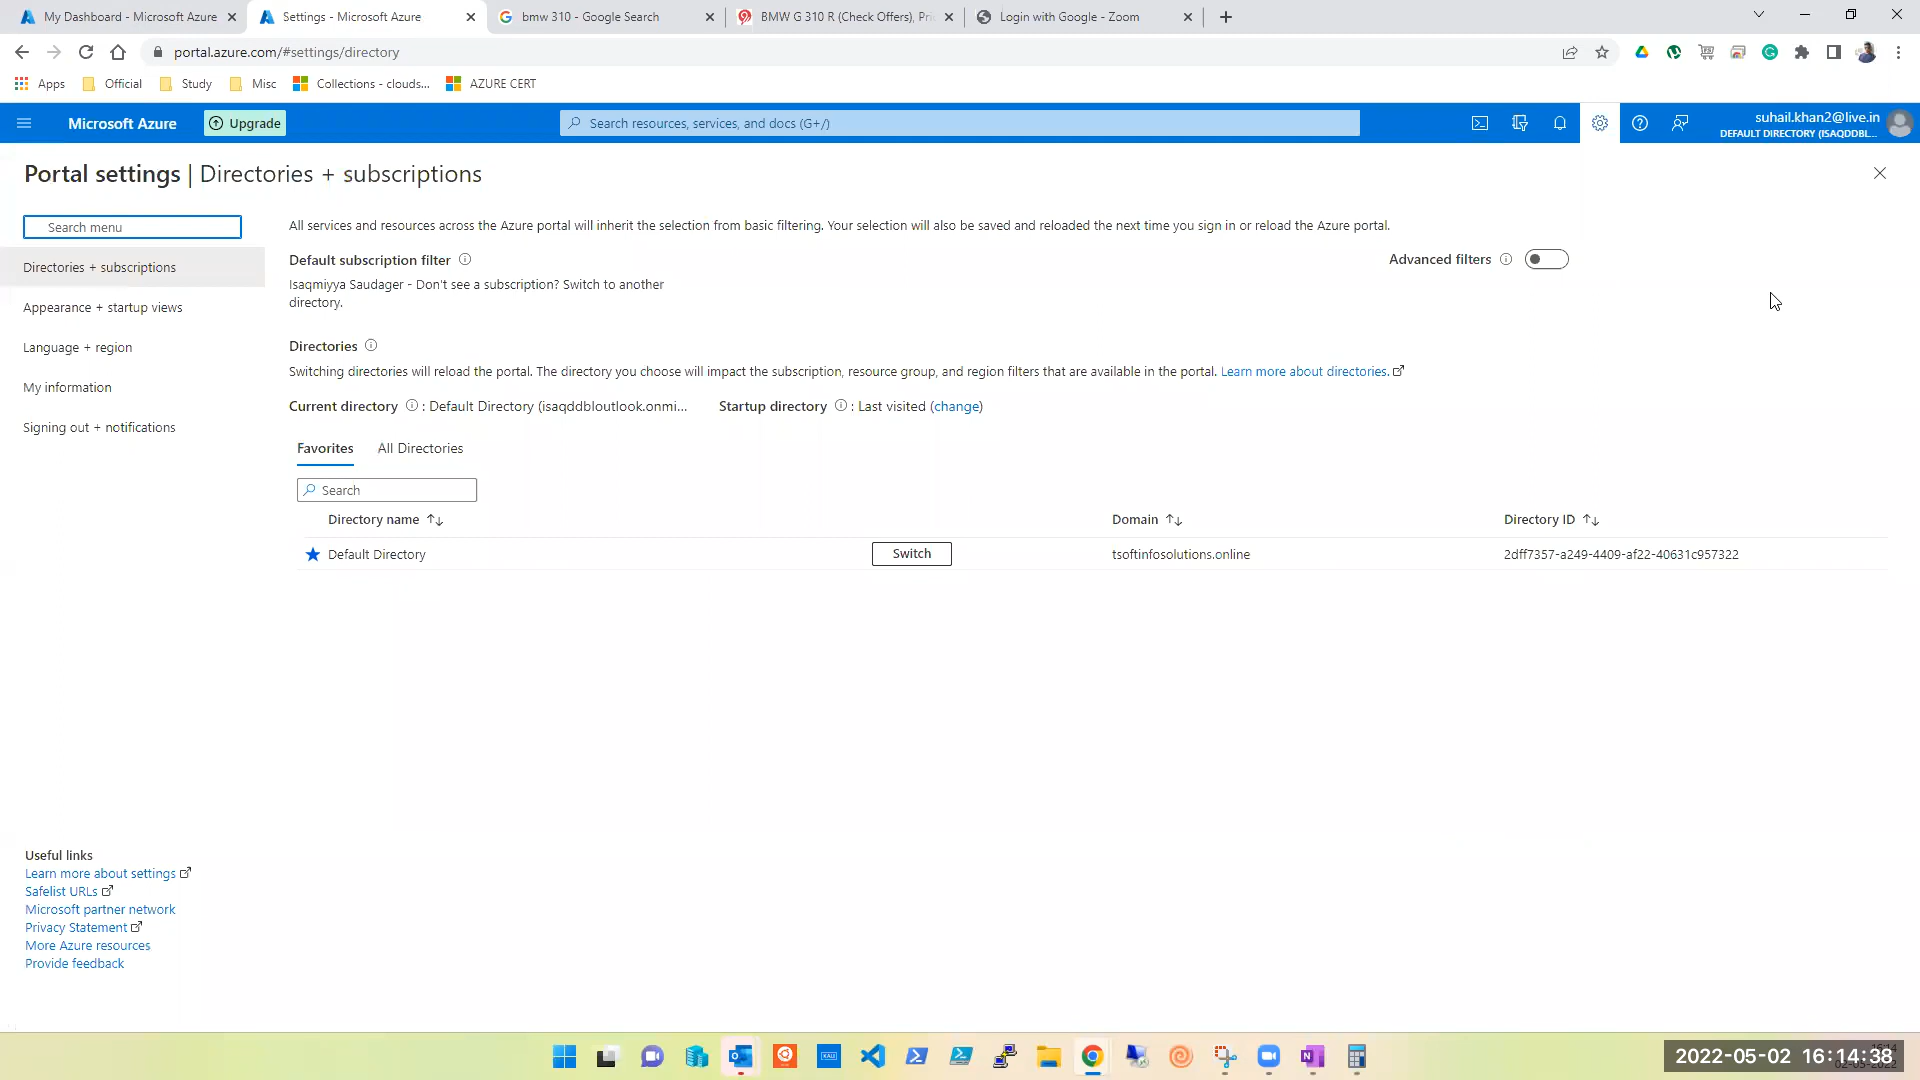 My Dashboard - Microsoft Azure
Settings - Microsoft Azure
bmw 310 - Google Search
BMW G 310 R (Check Offers), Pri
Login with Google - Zoom
portal.azure.com/#settings/directory
Apps
Official
Study
Misc
Collections - clouds...
AZURE CERT
Microsoft Azure
Upgrade
Search resources, services, and docs (G+/)
suhail.khan2@live.in
DEFAULT DIRECTORY (ISAQDDBL...
Portal settings | Directories + subscriptions
Search menu
Directories + subscriptions
Appearance + startup views
Language + region
My information
Signing out + notifications
All services and resources across the Azure portal will inherit the selection from basic filtering. Your selection will also be saved and reloaded the next time you sign in or reload the Azure portal.
Default subscription filter
Advanced filters
Isaqmiyya Saudager - Don't see a subscription? Switch to another
directory.
Directories
Switching directories will reload the portal. The directory you choose will impact the subscription, resource group, and region filters that are available in the portal. Learn more about directories.
Current directory : Default Directory (isaqddbloutlook.onmi...
Startup directory : Last visited (change)
Favorites
All Directories
Search
Directory name
Domain
Directory ID
Default Directory
Switch
tsoftinfosolutions.online
2dff7357-a249-4409-af22-40631c957322
Useful links
Learn more about settings
Safelist URLs
Microsoft partner network
Privacy Statement
More Azure resources
Provide feedback
2022-05-02 16:14:38